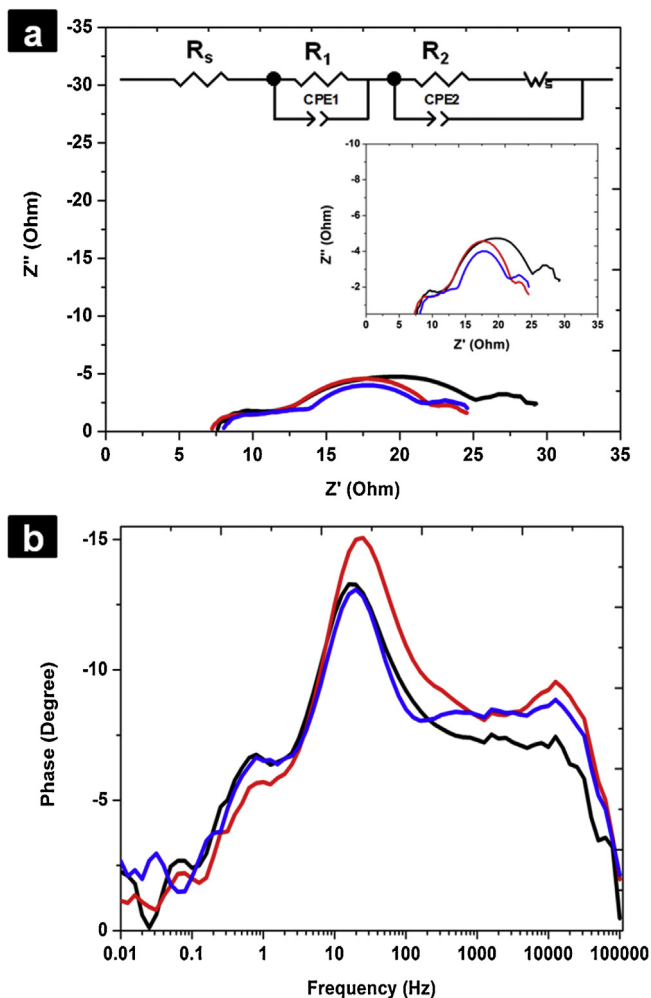 a
Rs R1 R2
CPE1 CPE2 Ws
-35
-30
-25
-20
-15
-10
-5
0
Z'' (Ohm)
0 5 10 15 20 25 30 35
Z' (Ohm)
-10
-8
-6
-4
-2
Z'' (Ohm)
0 5 10 15 20 25 30 35
Z' (Ohm)
b
-15
-10
-5
0
Phase (Degree)
0.01 0.1 1 10 100 1000 10000 100000
Frequency (Hz)